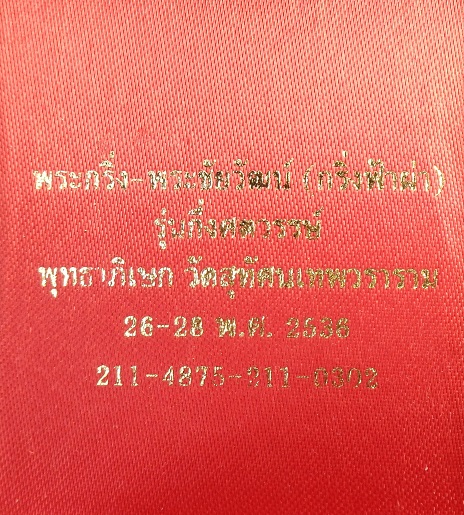 พระกริ่ง-พระชัยวัฒน์ (กริ่งฟ้าผ่า)
รุ่นกึ่งศตวรรษ์
พุทธาภิเษก วัดสุทัศนเทพวราราม
26-28 พ.ศ. 2536
211-4875-311-0302